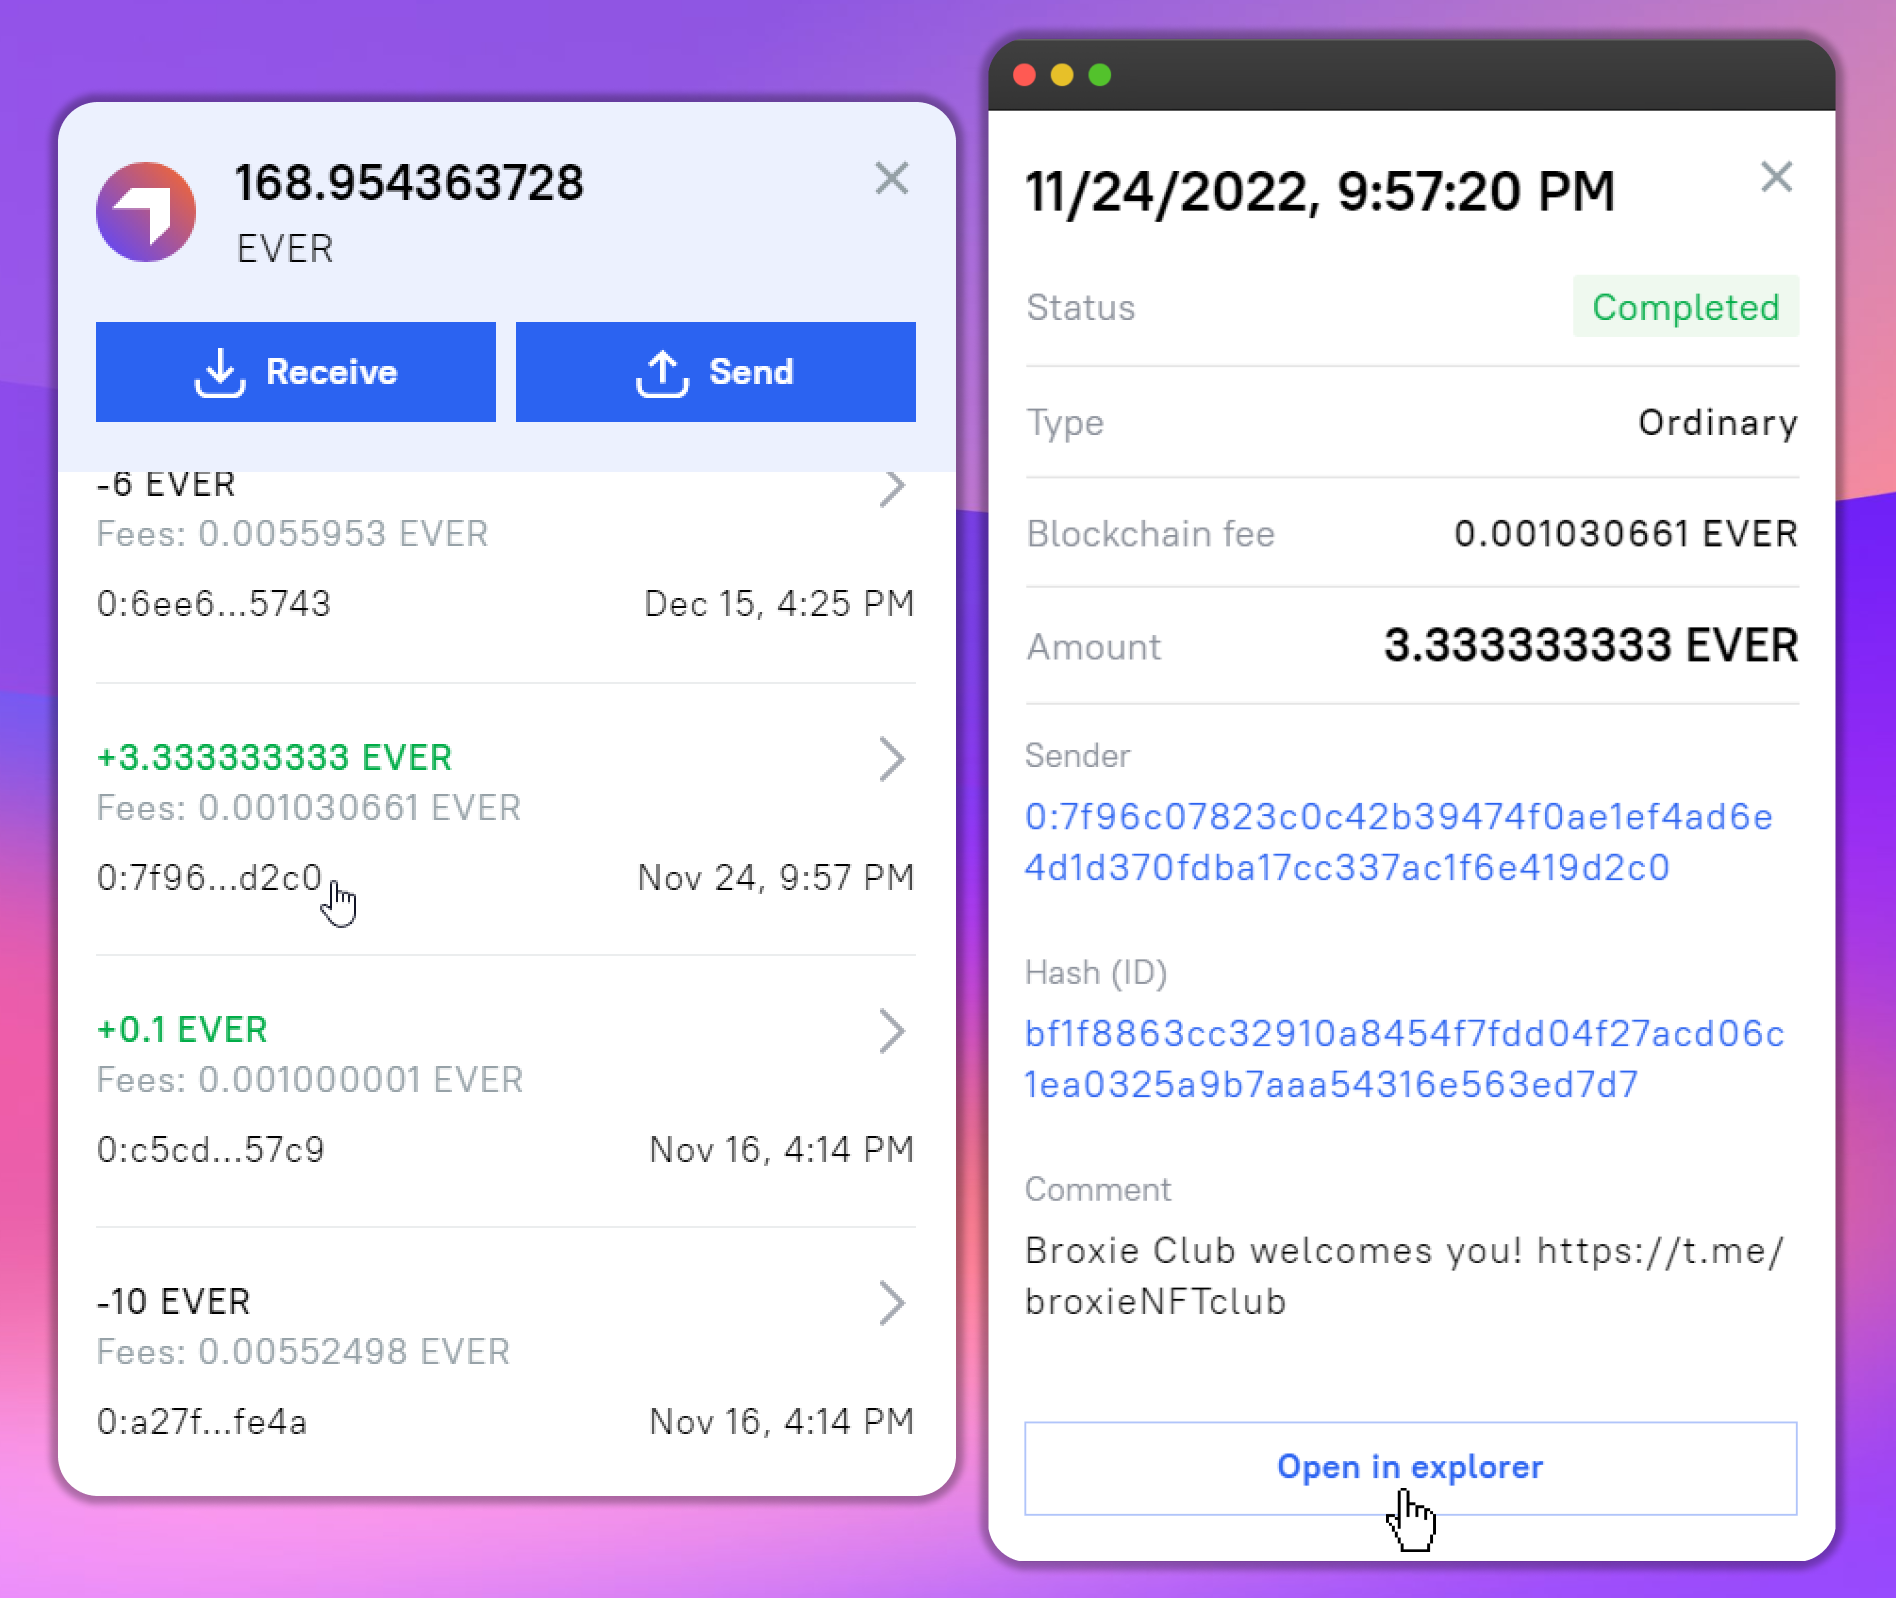 168.954363728
EVER
Receive
Send
-6 EVER
Fees: 0.0055953 EVER
0:6ee6...5743
Dec 15, 4:25 PM
+3.333333333 EVER
Fees: 0.001030661 EVER
0:7f96...d2c0
Nov 24, 9:57 PM
+0.1 EVER
Fees: 0.001000001 EVER
0:c5cd...57c9
Nov 16, 4:14 PM
-10 EVER
Fees: 0.00552498 EVER
0:a27f...fe4a
Nov 16, 4:14 PM
11/24/2022, 9:57:20 PM
Status
Completed
Type
Ordinary
Blockchain fee
0.001030661 EVER
Amount
3.333333333 EVER
Sender
0:7f96c07823c0c42b39474f0ae1ef4ad6e
4d1d370fdba17cc337ac1f6e419d2c0
Hash (ID)
bf1f8863cc32910a8454f7fdd04f27acd06c
1ea0325a9b7aaa54316e563ed7d7
Comment
Broxie Club welcomes you! https://t.me/
broxieNFTclub
Open in explorer